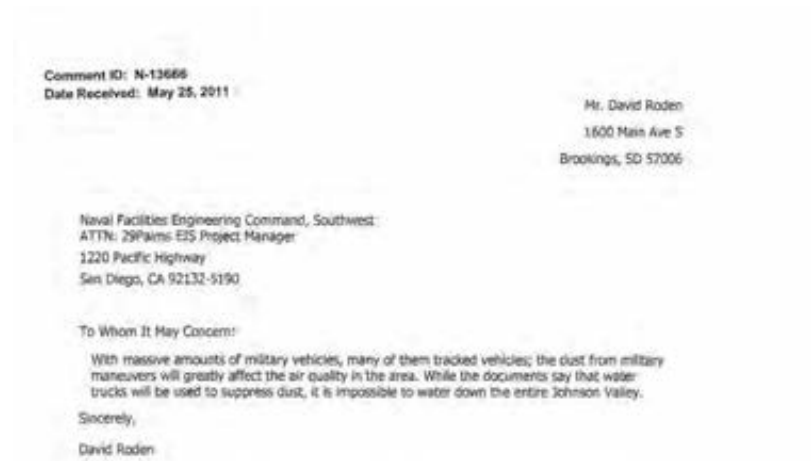 Comment ID: N-13666
Date Received: May 25, 2011
Mr. David Roden
1600 Main Ave S
Brookings, SD 57006
Naval Facilities Engineering Command, Southwest
ATTN: 29Palms EIS Project Manager
1220 Pacific Highway
San Diego, CA 92132-5190
To Whom It May Concern:
With massive amounts of military vehicles, many of them tracked vehicles; the dust from military
maneuvers will greatly affect the air quality in the area. While the documents say that water
trucks will be used to suppress dust, it is impossible to water down the entire Johnson Valley.
Sincerely,
David Roden